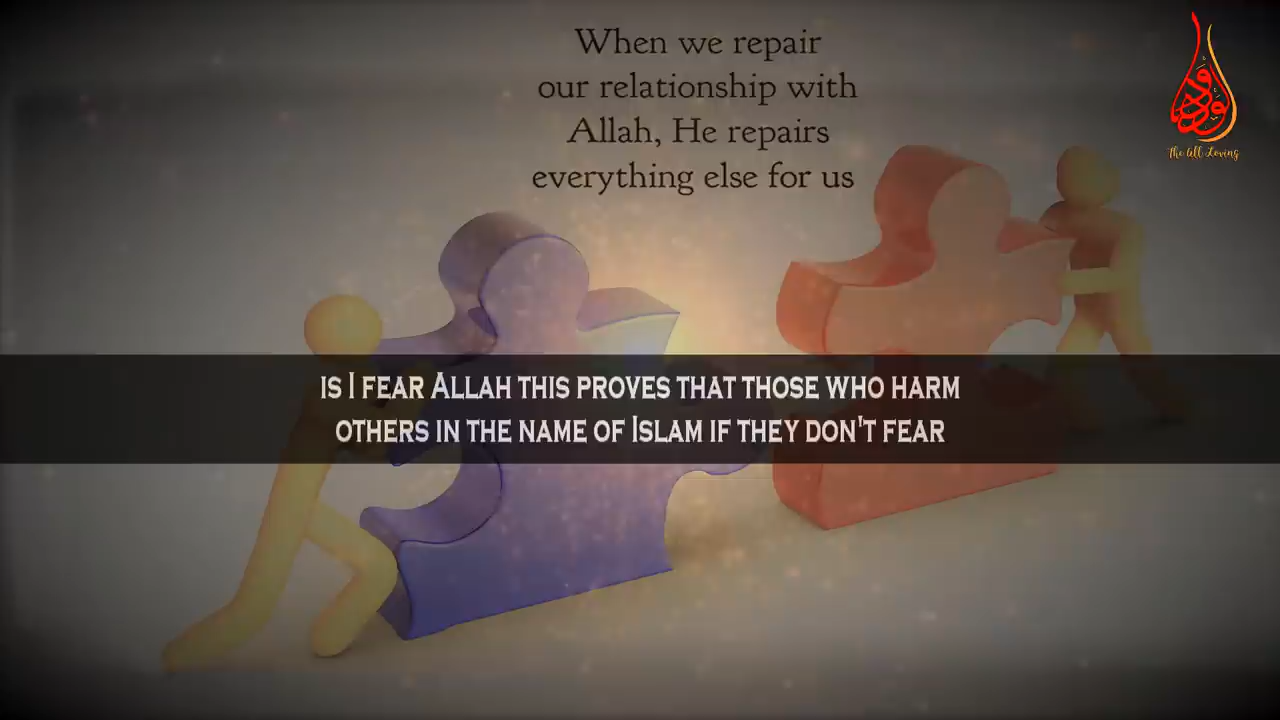 When we repair
our relationship with
Allah, He repairs
everything else for us
الودود
The All Loving
is I fear Allah this proves that those who harm
others in the name of Islam if they don't fear